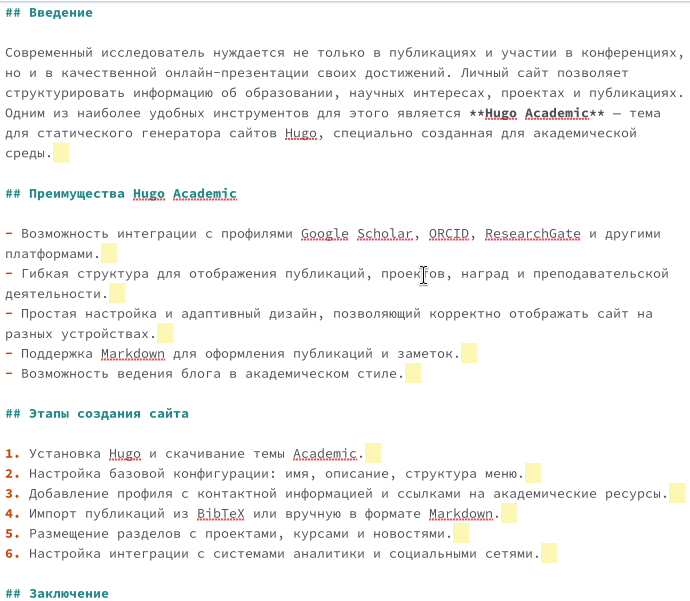 ## Введение
Современный исследователь нуждается не только в публикациях и участии в конференциях,
но и в качественной онлайн-презентации своих достижений. Личный сайт позволяет
структурировать информацию об образовании, научных интересах, проектах и публикациях.
Одним из наиболее удобных инструментов для этого является **Hugo Academic** — тема
для статического генератора сайтов Hugo, специально созданная для академической
среды.
## Преимущества Hugo Academic
- Возможность интеграции с профилями Google Scholar, ORCID, ResearchGate и другими
платформами.
- Гибкая структура для отображения публикаций, проектов, наград и преподавательской
деятельности.
- Простая настройка и адаптивный дизайн, позволяющий корректно отображать сайт на
разных устройствах.
- Поддержка Markdown для оформления публикаций и заметок.
- Возможность ведения блога в академическом стиле.
## Этапы создания сайта
1. Установка Hugo и скачивание темы Academic.
2. Настройка базовой конфигурации: имя, описание, структура меню.
3. Добавление профиля с контактной информацией и ссылками на академические ресурсы.
4. Импорт публикаций из BibTeX или вручную в формате Markdown.
5. Размещение разделов с проектами, курсами и новостями.
6. Настройка интеграции с системами аналитики и социальными сетями.
## Заключение